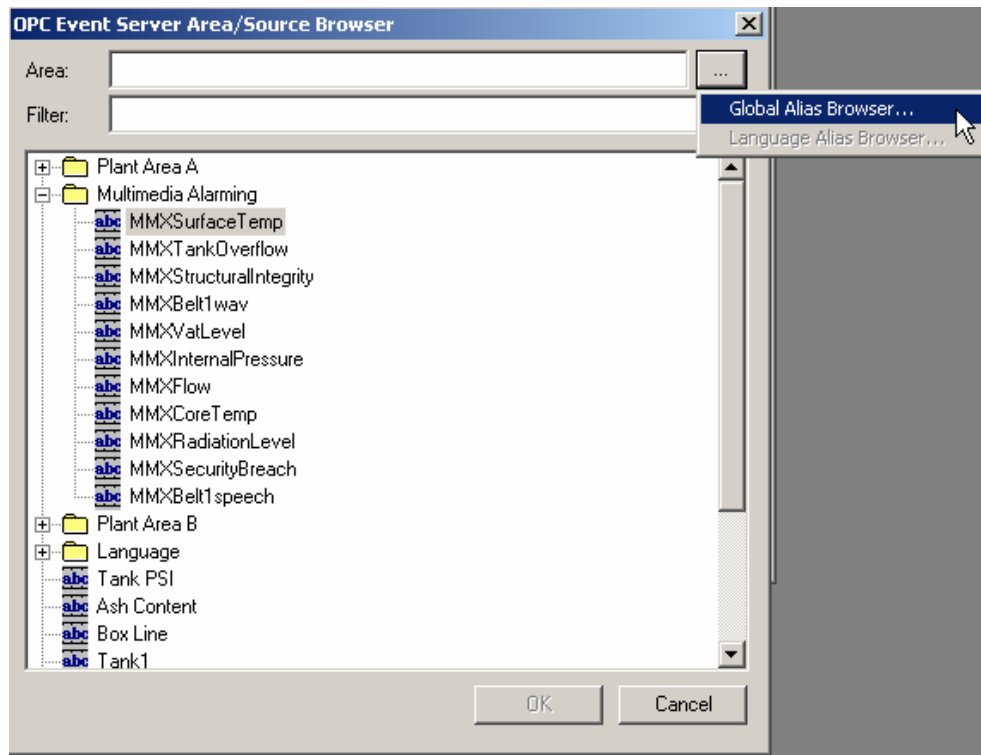 OPC Event Server Area/Source Browser
Area:
...
Filter:
Global Alias Browser...
Language Alias Browser...
Plant Area A
Multimedia Alarming
abc MMXSurfaceTemp
abc MMXTankOverflow
abc MMXStructuralIntegrity
abc MMXBelt1wav
abc MMXVatLevel
abc MMXInternalPressure
abc MMXFlow
abc MMXCoreTemp
abc MMXRadiationLevel
abc MMXSecurityBreach
abc MMXBelt1speech
Plant Area B
Language
abc Tank PSI
abc Ash Content
abc Box Line
abc Tank1
OK Cancel